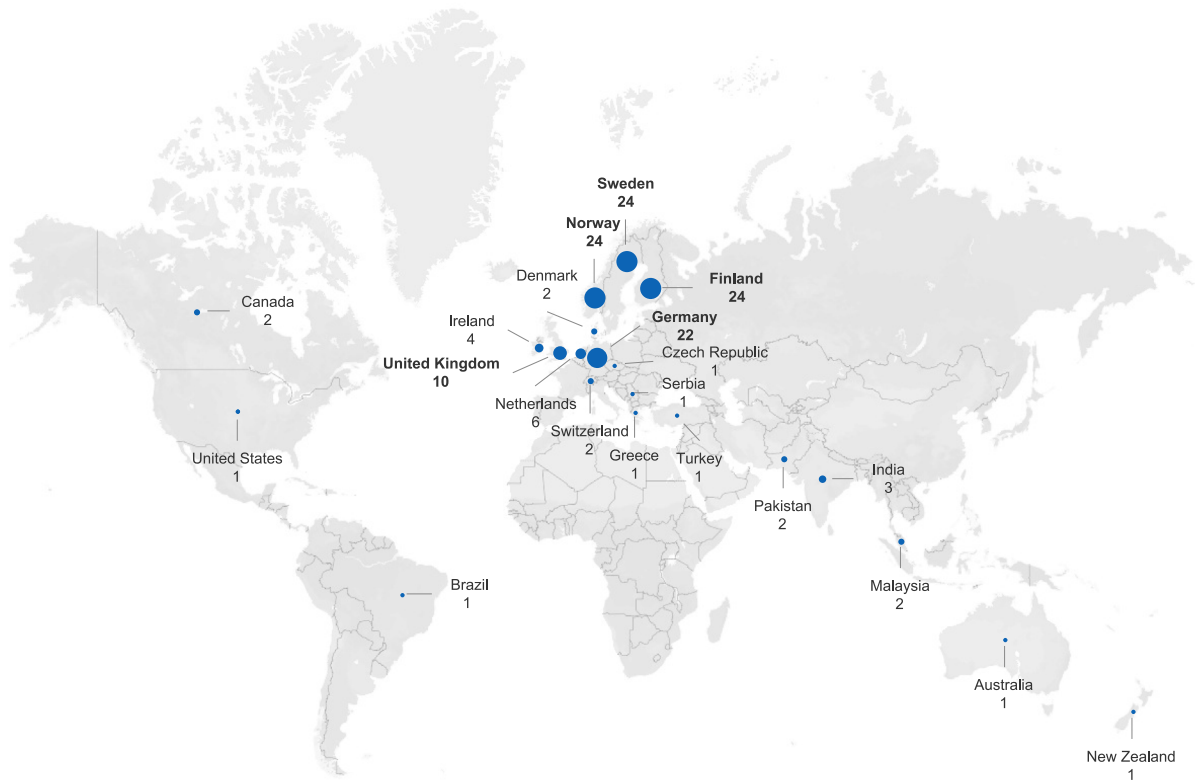 Sweden
24
Norway
24
Denmark
2
Finland
24
Canada
2
Ireland
4
Germany
22
United Kingdom
10
Czech Republic
1
Serbia
1
Netherlands
6
Switzerland
2
Greece
1
Turkey
1
United States
1
India
3
Pakistan
2
Malaysia
2
Brazil
1
Australia
1
New Zealand
1